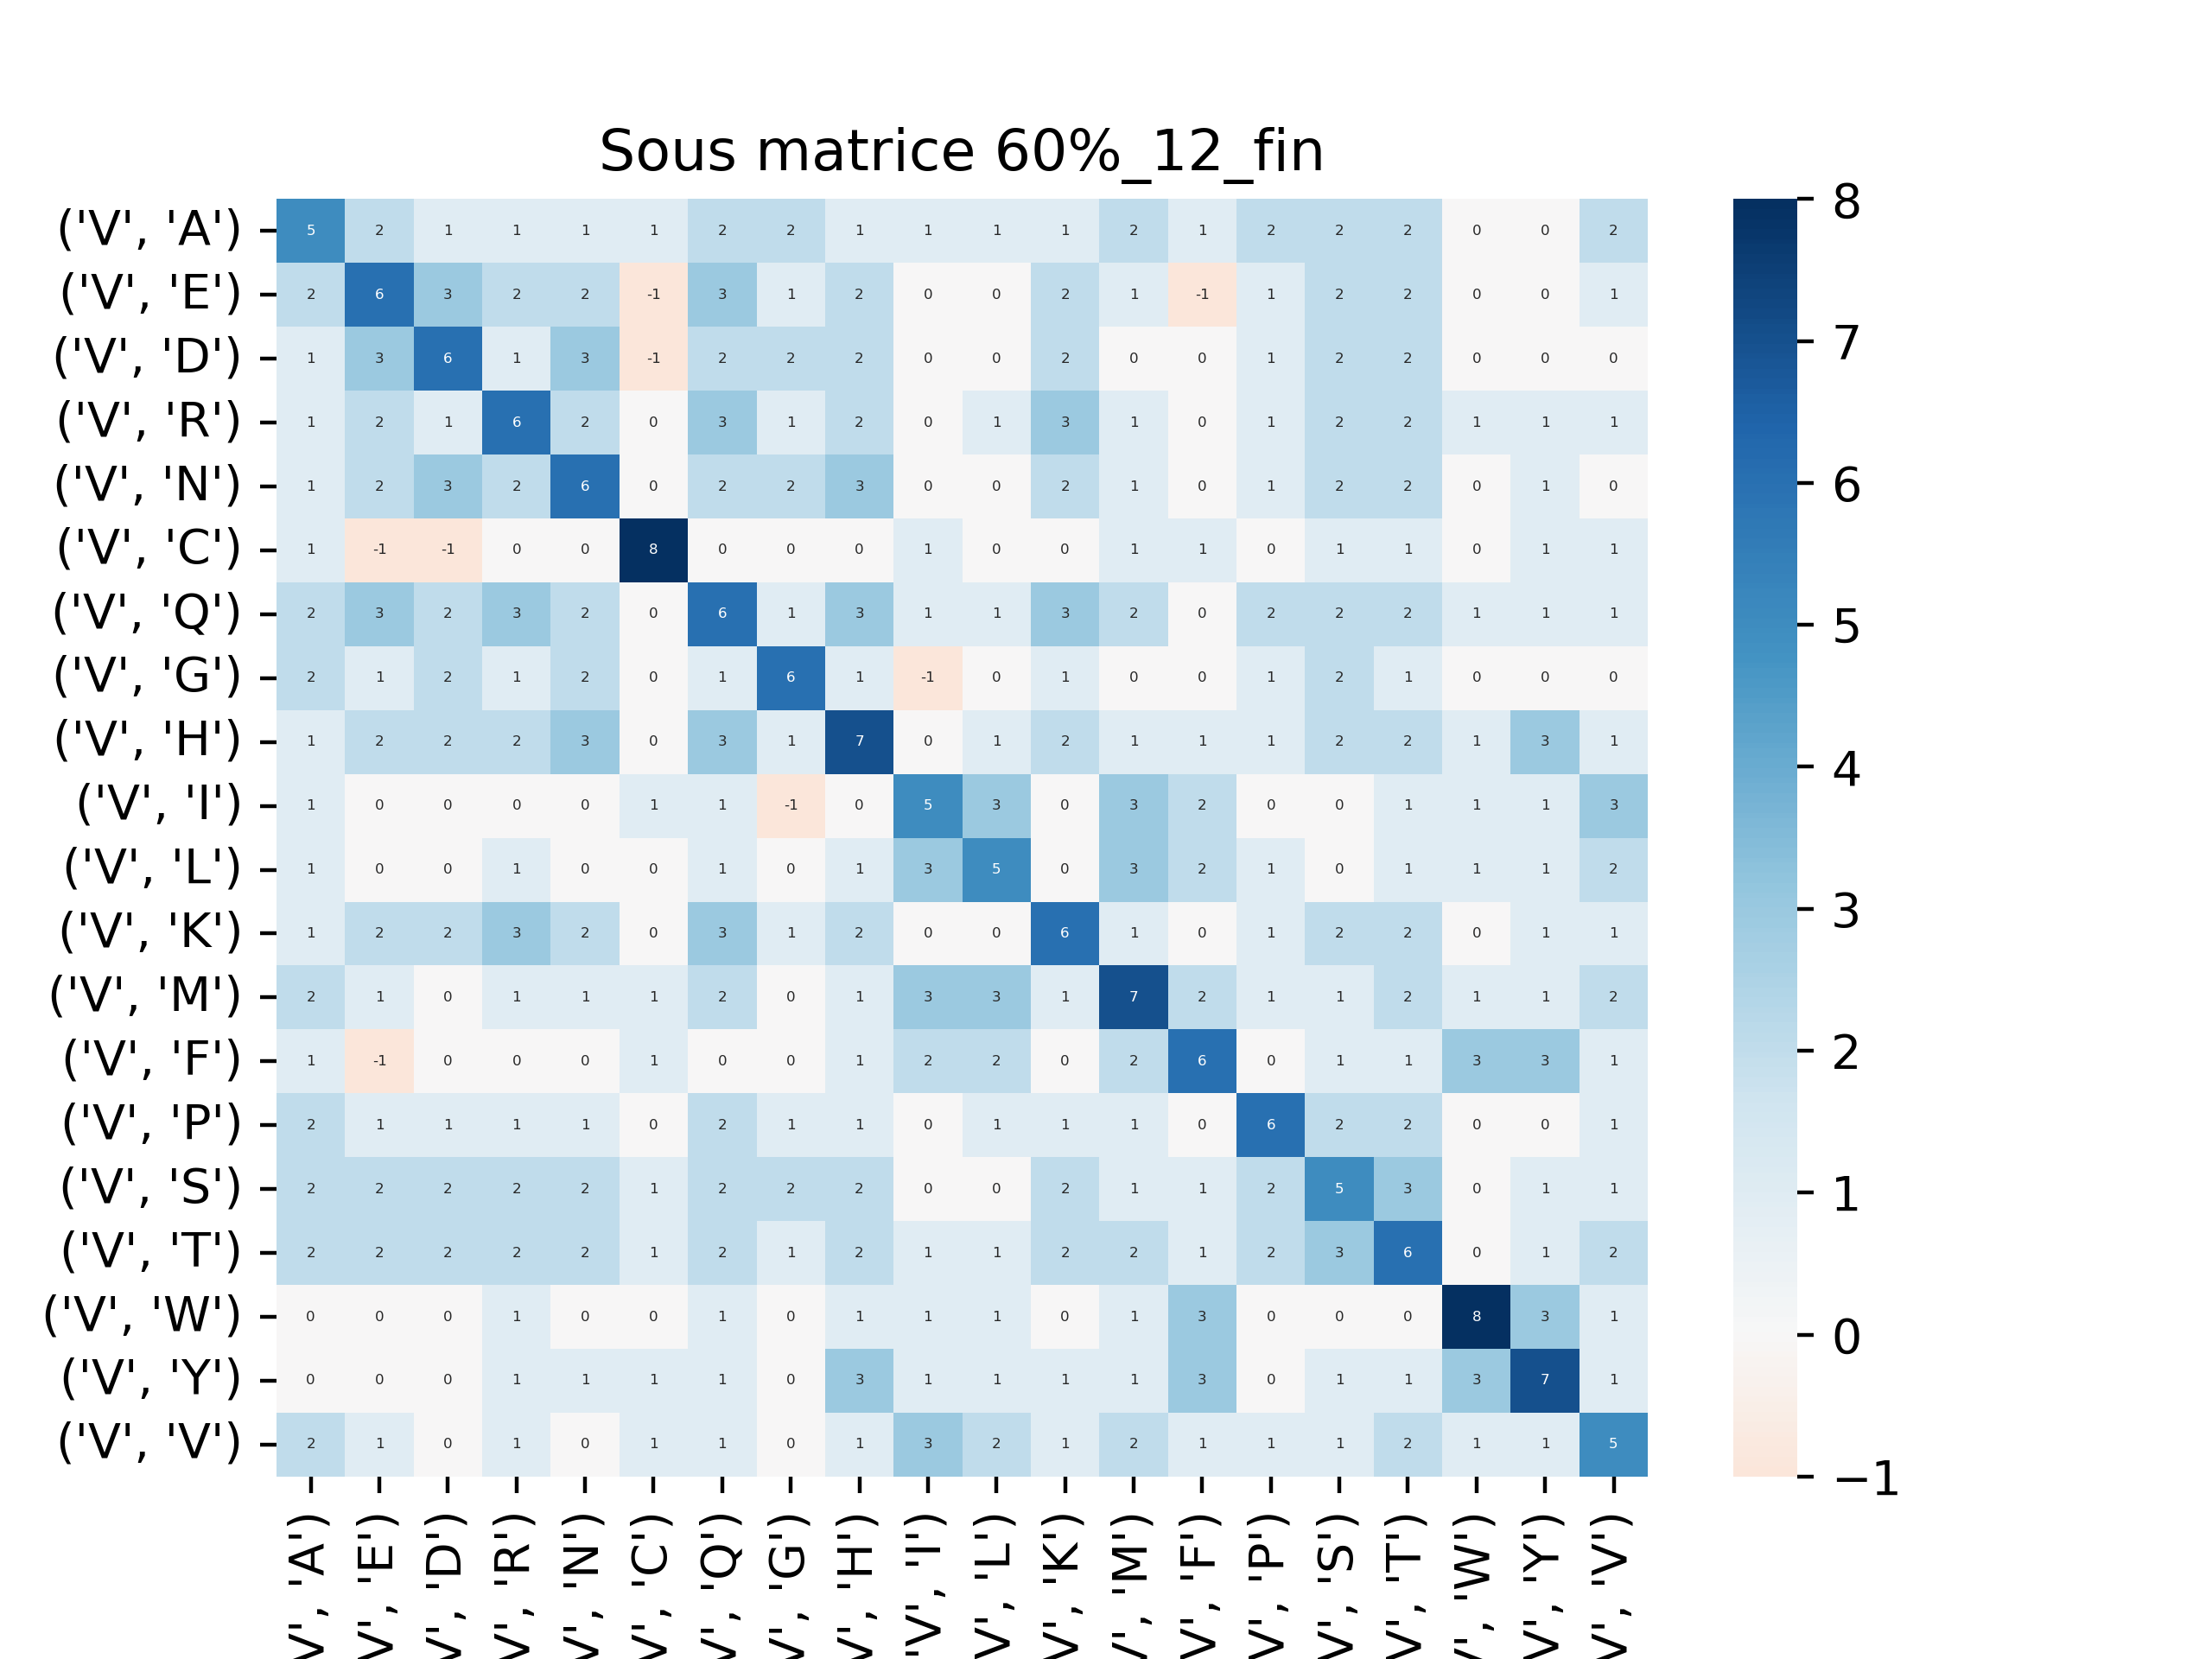 Sous matrice 60%_12_fin
('V', 'A') 5 2 1 1 1 1 2 2 1 1 1 1 2 1 2 2 2 0 0 2
('V', 'E') 2 6 3 2 2 -1 3 1 2 0 0 2 1 -1 1 2 2 0 0 1
('V', 'D') 1 3 6 1 3 -1 2 2 2 0 0 2 0 0 1 2 2 0 0 0
('V', 'R') 1 2 1 6 2 0 3 1 2 0 1 3 1 0 1 2 2 1 1 1
('V', 'N') 1 2 3 2 6 0 2 2 3 0 0 2 1 0 1 2 2 0 1 0
('V', 'C') 1 -1 -1 0 0 8 0 0 0 1 0 0 1 1 0 1 1 0 1 1
('V', 'Q') 2 3 2 3 2 0 6 1 3 1 1 3 2 0 2 2 2 1 1 1
('V', 'G') 2 1 2 1 2 0 1 6 1 -1 0 1 0 0 1 2 1 0 0 0
('V', 'H') 1 2 2 2 3 0 3 1 7 0 1 2 1 1 1 2 2 1 3 1
('V', 'I') 1 0 0 0 0 1 1 -1 0 5 3 0 3 2 0 0 1 1 1 3
('V', 'L') 1 0 0 1 0 0 1 0 1 3 5 0 3 2 1 0 1 1 1 2
('V', 'K') 1 2 2 3 2 0 3 1 2 0 0 6 1 0 1 2 2 0 1 1
('V', 'M') 2 1 0 1 1 1 2 0 1 3 3 1 7 2 1 1 2 1 1 2
('V', 'F') 1 -1 0 0 0 1 0 0 1 2 2 0 2 6 0 1 1 3 3 1
('V', 'P') 2 1 1 1 1 0 2 1 1 0 1 1 1 0 6 2 2 0 0 1
('V', 'S') 2 2 2 2 2 1 2 2 2 0 0 2 1 1 2 5 3 0 1 1
('V', 'T') 2 2 2 2 2 1 2 1 2 1 1 2 2 1 2 3 6 0 1 2
('V', 'W') 0 0 0 1 0 0 1 0 1 1 1 0 1 3 0 0 0 8 3 1
('V', 'Y') 0 0 0 1 1 1 1 0 3 1 1 1 1 3 0 1 1 3 7 1
('V', 'V') 2 1 0 1 0 1 1 0 1 3 2 1 2 1 1 1 2 1 1 5
V', 'A')
V', 'E')
V', 'D')
V', 'R')
V', 'N')
V', 'C')
V', 'Q')
V', 'G')
V', 'H')
'V', 'I')
V', 'L')
V', 'K')
V', 'M')
V', 'F')
V', 'P')
V', 'S')
V', 'T')
', 'W')
V', 'Y')
V', 'V')
8
7
6
5
4
3
2
1
0
−1